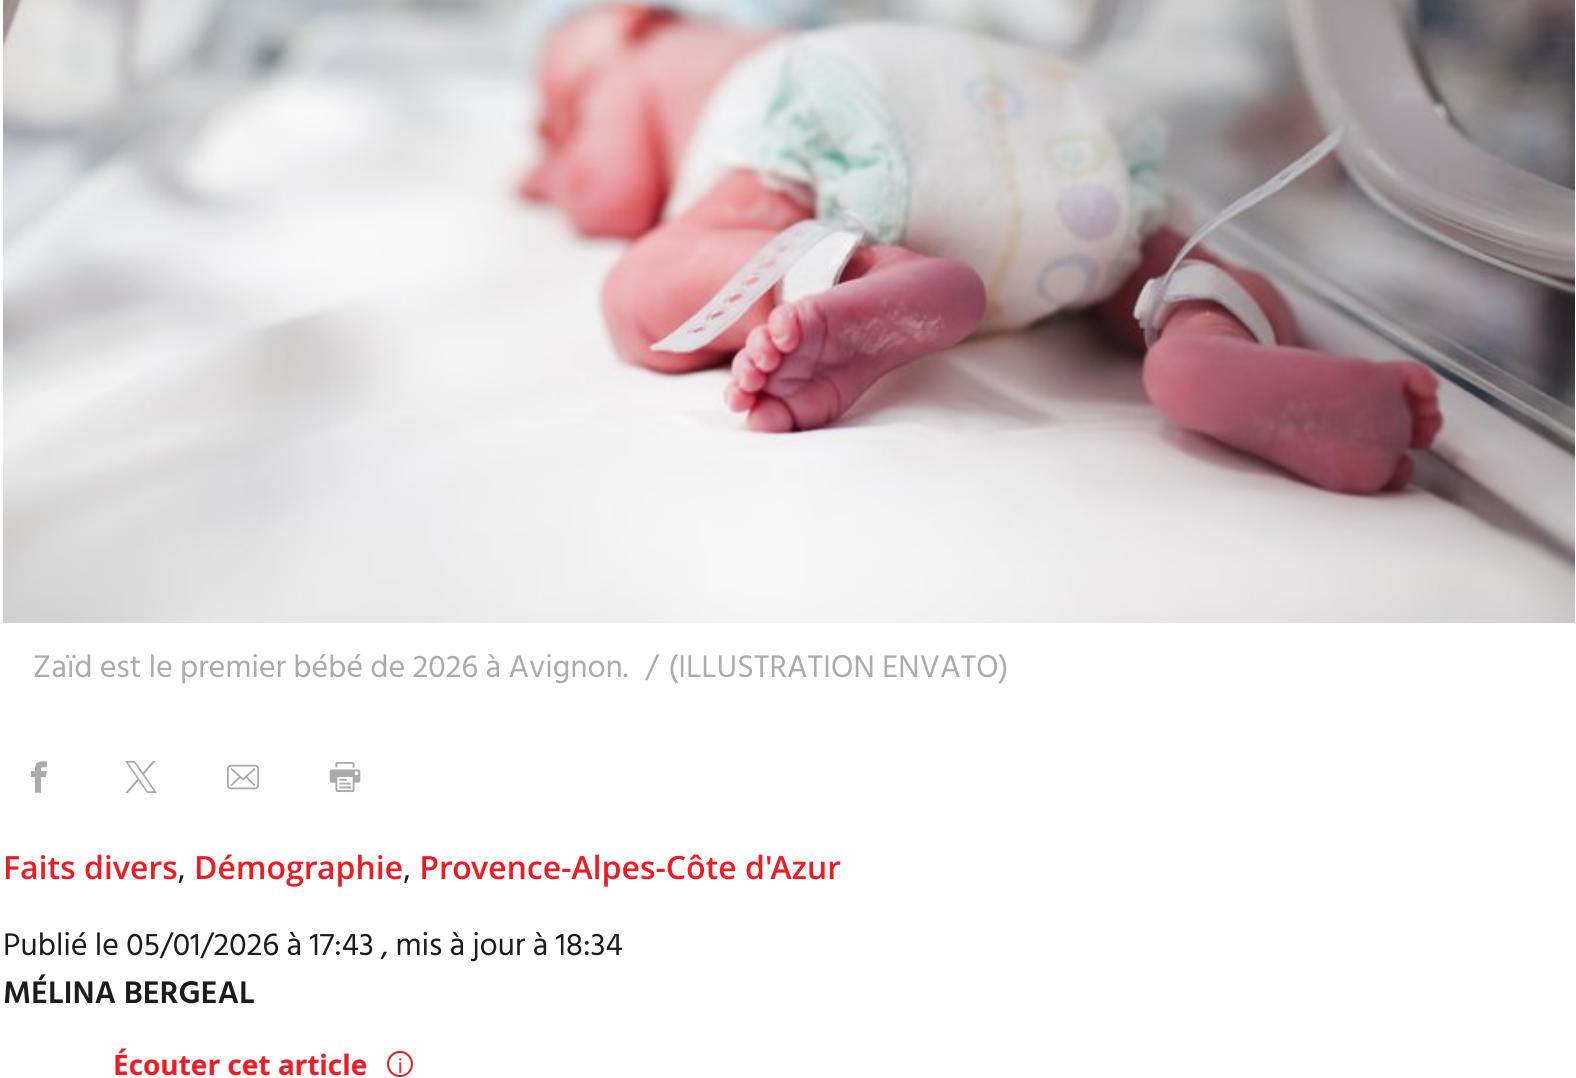 Zaïd est le premier bébé de 2026 à Avignon. / (ILLUSTRATION ENVATO)
Faits divers, Démographie, Provence-Alpes-Côte d'Azur
Publié le 05/01/2026 à 17:43 , mis à jour à 18:34
MÉLINA BERGEAL
Écouter cet article